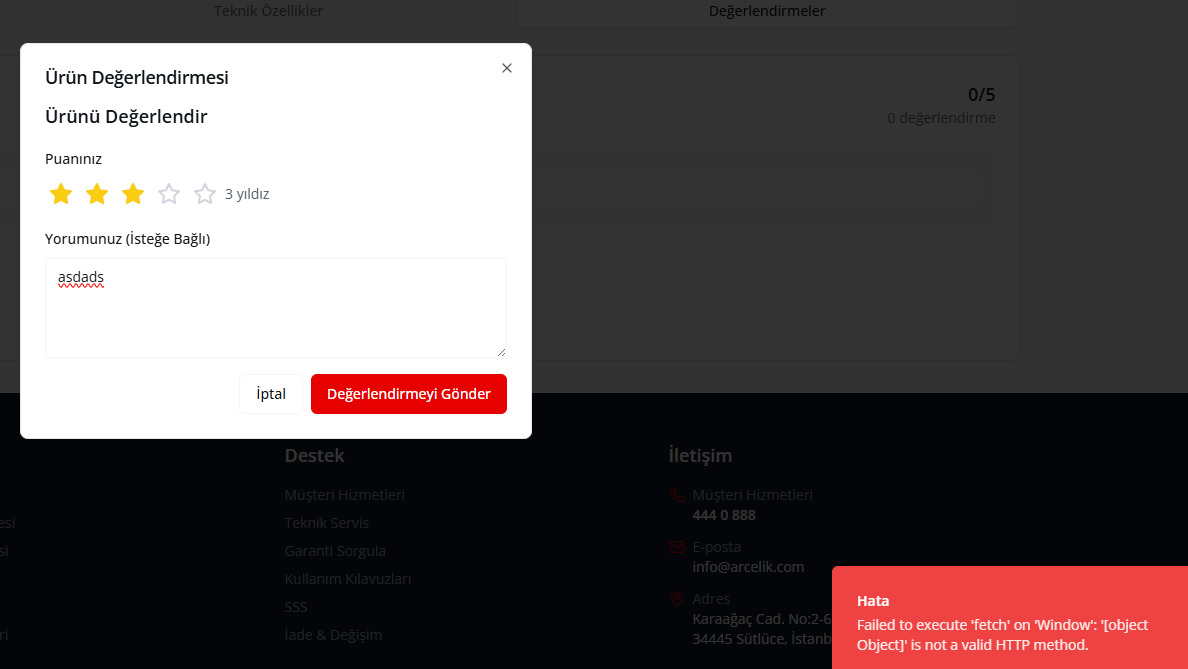 Teknik Özellikler
Değerlendirmeler
Ürün Değerlendirmesi
Ürünü Değerlendir
0/5
0 değerlendirme
Puanınız
3 yıldız
Yorumunuz (İsteğe Bağlı)
asdads
İptal
Değerlendirmeyi Gönder
Destek
Müşteri Hizmetleri
Teknik Servis
Garanti Sorgula
Kullanım Kılavuzları
SSS
İade & Değişim
esi
si
ri
İletişim
Müşteri Hizmetleri
444 0 888
E-posta
info@arcelik.com
Adres
Karaağaç Cad. No:2-6
34445 Sütlüce, İstanb
Hata
Failed to execute 'fetch' on 'Window': '[object
Object]' is not a valid HTTP method.